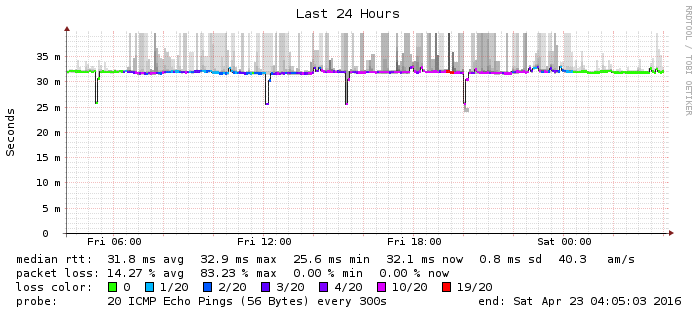 Last 24 Hours
RRDTOOL / TOBI OETIKER
Seconds
35 m
30 m
25 m
20 m
15 m
10 m
5 m
0
Fri 06:00 Fri 12:00 Fri 18:00 Sat 00:00
median rtt: 31.8 ms avg 32.9 ms max 25.6 ms min 32.1 ms now 0.8 ms sd 40.3 am/s
packet loss: 14.27 % avg 83.23 % max 0.00 % min 0.00 % now
loss color: 0 1/20 2/20 3/20 4/20 10/20 19/20
probe: 20 ICMP Echo Pings (56 Bytes) every 300s end: Sat Apr 23 04:05:03 2016